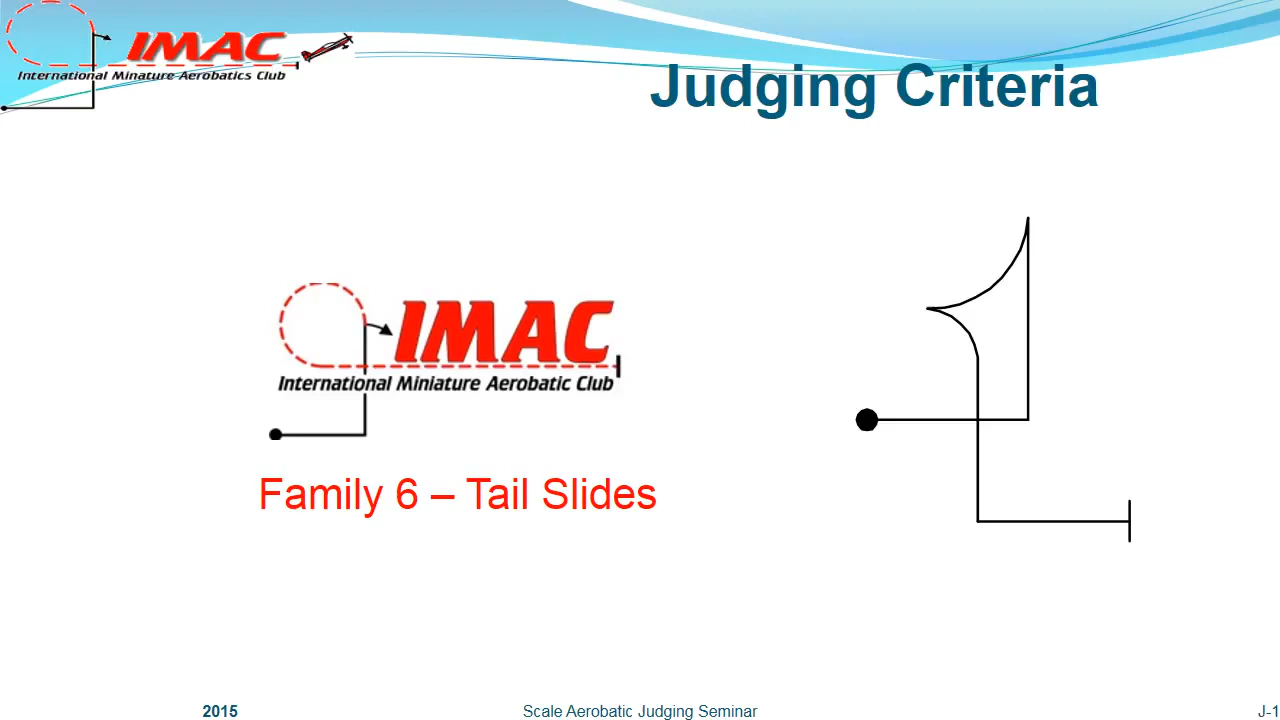 IMAC
International Minature Aerobatics Club
Judging Criteria
IMAC
International Miniature Aerobatic Club
Family 6 – Tail Slides
2015
Scale Aerobatic Judging Seminar
J-1